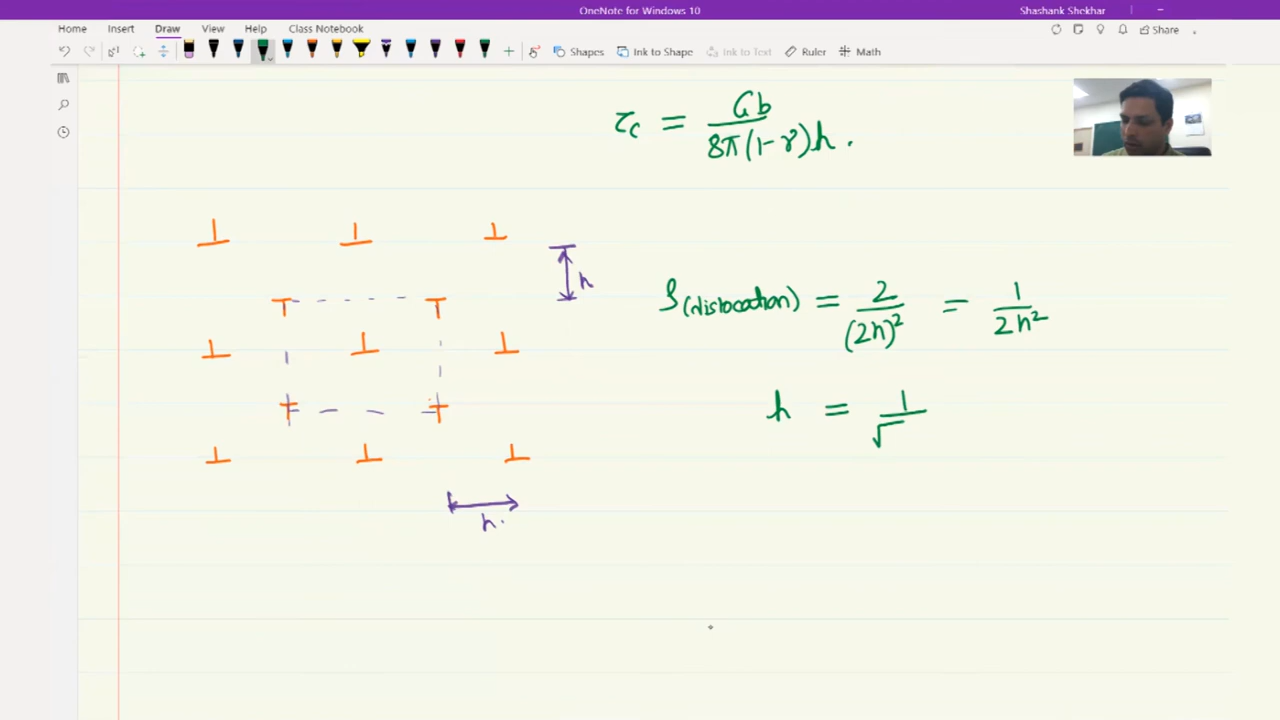 OneNote for Windows 10
Shashank Shekhar
Home Insert Draw View Help Class Notebook
Share
Shapes Ink to Shape Ink to Text Ruler Math
τc = Gb / 8π(1-γ)h .
h
ρ(dislocation) = 2 / (2h)² = 1 / 2h²
h = 1 / √
h.